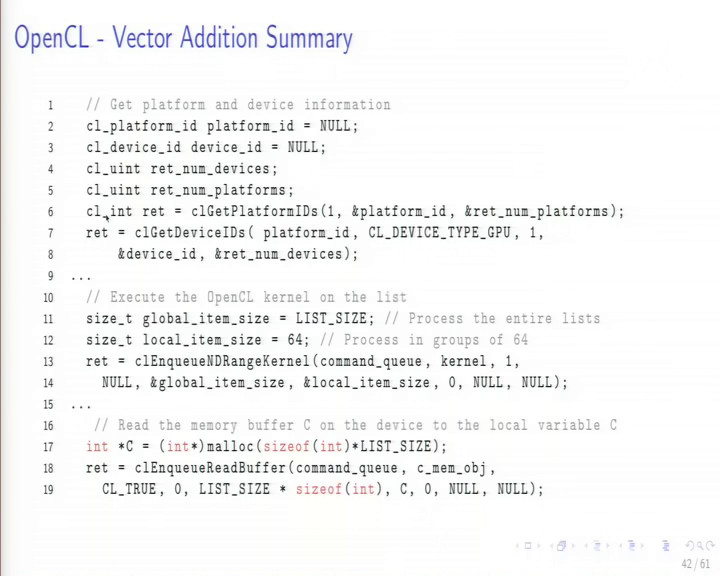 OpenCL - Vector Addition Summary
1 // Get platform and device information
2 cl_platform_id platform_id = NULL;
3 cl_device_id device_id = NULL;
4 cl_uint ret_num_devices;
5 cl_uint ret_num_platforms;
6 cl_int ret = clGetPlatformIDs(1, &platform_id, &ret_num_platforms);
7 ret = clGetDeviceIDs( platform_id, CL_DEVICE_TYPE_GPU, 1,
8 &device_id, &ret_num_devices);
9 ...
10 // Execute the OpenCL kernel on the list
11 size_t global_item_size = LIST_SIZE; // Process the entire lists
12 size_t local_item_size = 64; // Process in groups of 64
13 ret = clEnqueueNDRangeKernel(command_queue, kernel, 1,
14 NULL, &global_item_size, &local_item_size, 0, NULL, NULL);
15 ...
16 // Read the memory buffer C on the device to the local variable C
17 int *C = (int*)malloc(sizeof(int)*LIST_SIZE);
18 ret = clEnqueueReadBuffer(command_queue, c_mem_obj,
19 CL_TRUE, 0, LIST_SIZE * sizeof(int), C, 0, NULL, NULL);
42 / 61